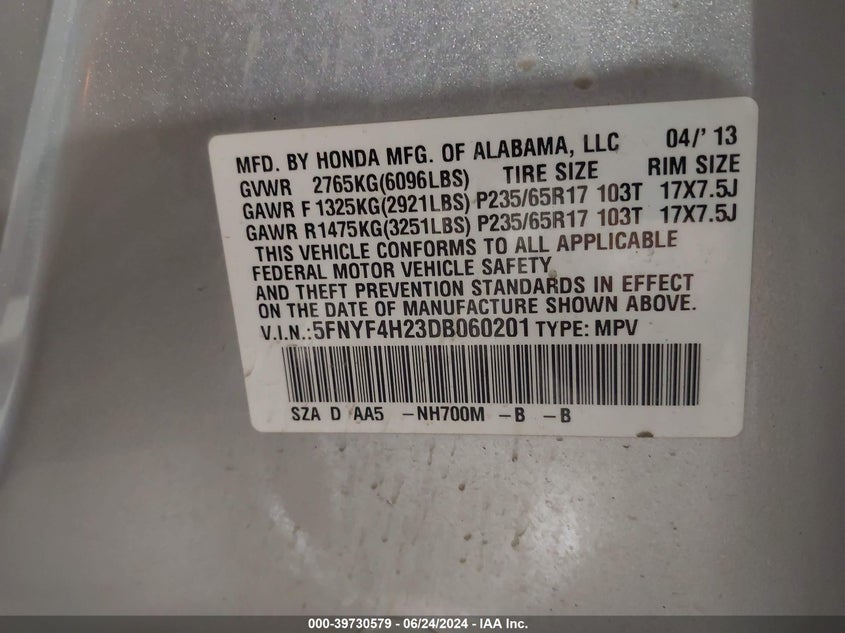 MFD. BY HONDA MFG. OF ALABAMA, LLC 04/' 13
GVWR 2765KG(6096LBS) TIRE SIZE RIM SIZE
GAWR F 1325KG(2921LBS) P235/65R17 103T 17X7.5J
GAWR R1475KG(3251LBS) P235/65R17 103T 17X7.5J
THIS VEHICLE CONFORMS TO ALL APPLICABLE
FEDERAL MOTOR VEHICLE SAFETY
AND THEFT PREVENTION STANDARDS IN EFFECT
ON THE DATE OF MANUFACTURE SHOWN ABOVE.
V.I.N.:5FNYF4H23DB060201 TYPE: MPV
SZA D AA5 -NH700M -B -B
000-39730579 - 06/24/2024 - IAA Inc.